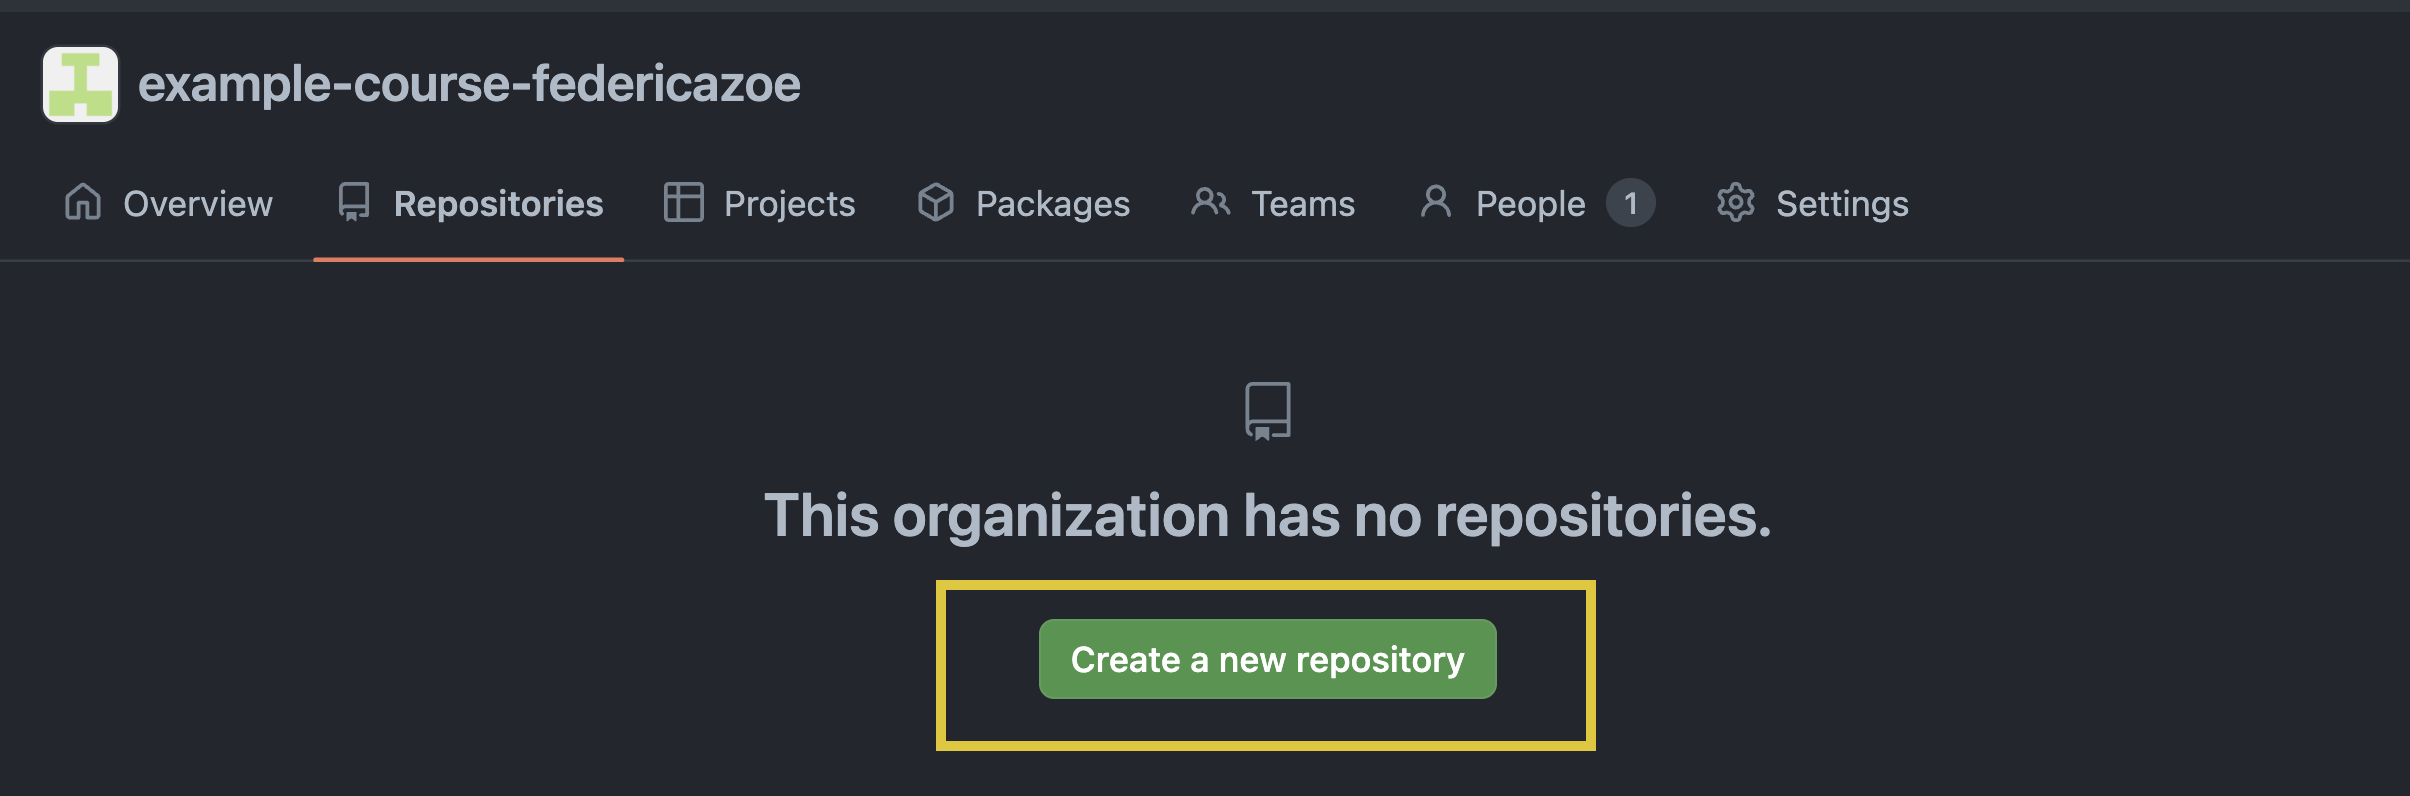 example-course-federicazoe
Overview Repositories Projects Packages Teams People 1 Settings
This organization has no repositories.
Create a new repository